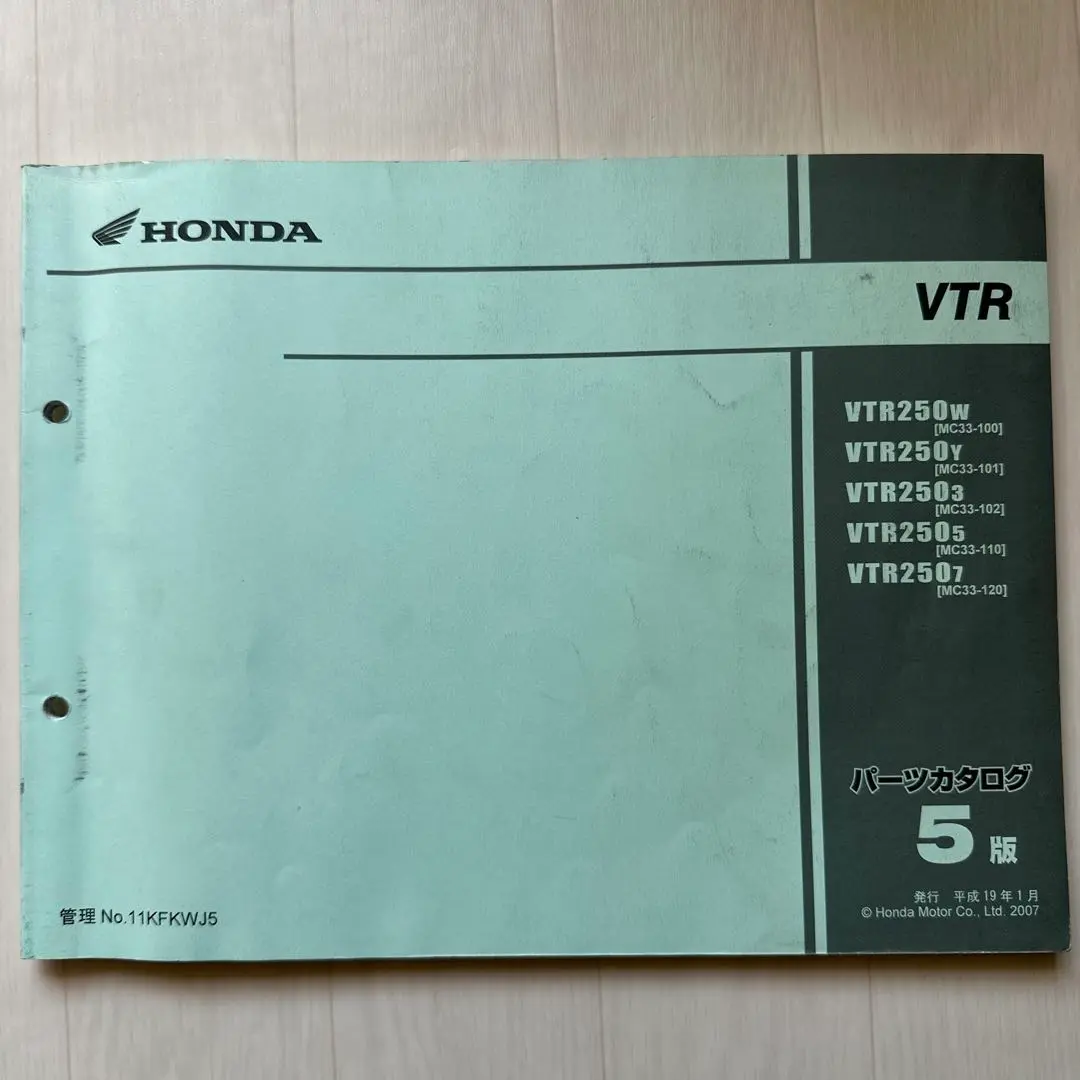 HONDA
VTR
VTR250W
[MC33-100]
VTR250Y
[MC33-101]
VTR2503
[MC33-102]
VTR2505
[MC33-110]
VTR2507
[MC33-120]
パーツカタログ
5版
発行 平成19年1月
© Honda Motor Co., Ltd. 2007
管理 No.11KFKWJ5